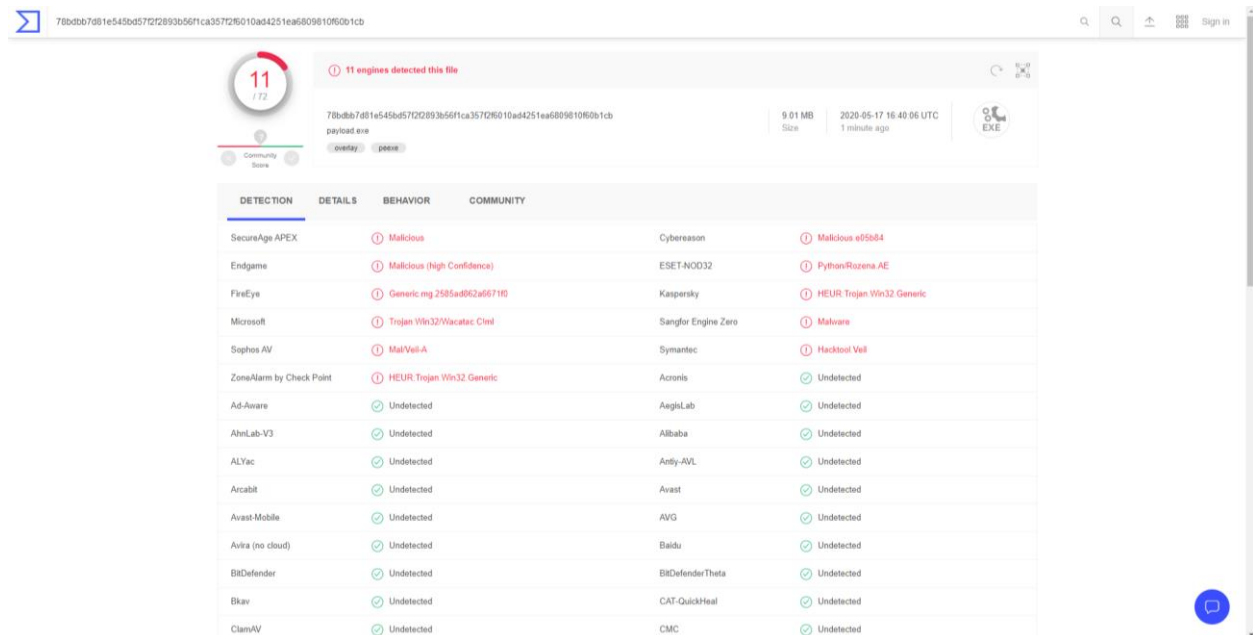 78bdbb7d81e545bd57f2f2893b56f1ca357f2f6010ad4251ea6809810f60b1cb
Sign in
11
/ 72
11 engines detected this file
78bdbb7d81e545bd57f2f2893b56f1ca357f2f6010ad4251ea6809810f60b1cb
payload.exe
overlay peexe
9.01 MB
Size
2020-05-17 16:40:06 UTC
1 minute ago
EXE
?
Community
Score
DETECTION DETAILS BEHAVIOR COMMUNITY
SecureAge APEX Malicious Cybereason Malicious.e05b84
Endgame Malicious (high Confidence) ESET-NOD32 Python/Rozena.AE
FireEye Generic.mg.2585ad862a6671f0 Kaspersky HEUR:Trojan.Win32.Generic
Microsoft Trojan:Win32/Wacatac.C!ml Sangfor Engine Zero Malware
Sophos AV Mal/Veil-A Symantec Hacktool.Veil
ZoneAlarm by Check Point HEUR:Trojan.Win32.Generic Acronis Undetected
Ad-Aware Undetected AegisLab Undetected
AhnLab-V3 Undetected Alibaba Undetected
ALYac Undetected Antiy-AVL Undetected
Arcabit Undetected Avast Undetected
Avast-Mobile Undetected AVG Undetected
Avira (no cloud) Undetected Baidu Undetected
BitDefender Undetected BitDefenderTheta Undetected
Bkav Undetected CAT-QuickHeal Undetected
ClamAV Undetected CMC Undetected